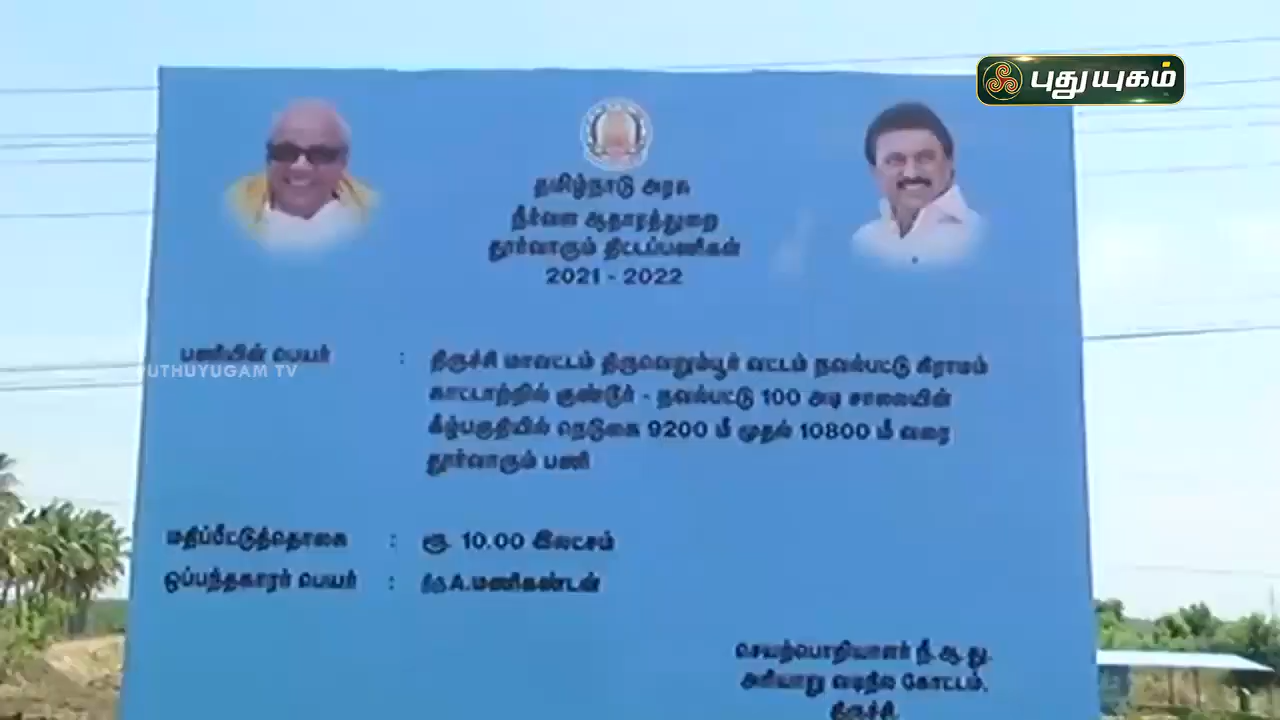 புதுயுகம்
தமிழ்நாடு அரசு
நீர்வள ஆதாரத்துறை
தூர்வாரும் திட்டப்பணிகள்
2021 - 2022
பணியின் பெயர் : திருச்சி மாவட்டம் திருவெறும்பூர் வட்டம் நவல்பட்டு கிராமம்
காட்டாற்றில் குண்டூர் - நவல்பட்டு 100 அடி சாலையின்
கீழ்பகுதியில் நெடுகை 9200 மீ முதல் 10800 மீ வரை
தூர்வாரும் பணி
PUTHUYUGAM TV
மதிப்பீட்டுத்தொகை : ரூ. 10.00 இலட்சம்
ஒப்பந்தகாரர் பெயர் : திரு A.மணிகண்டன்
செயற்பொறியாளர் நீ.ஆ.து.
அரியாறு வடிநில கோட்டம்,
திருச்சி.